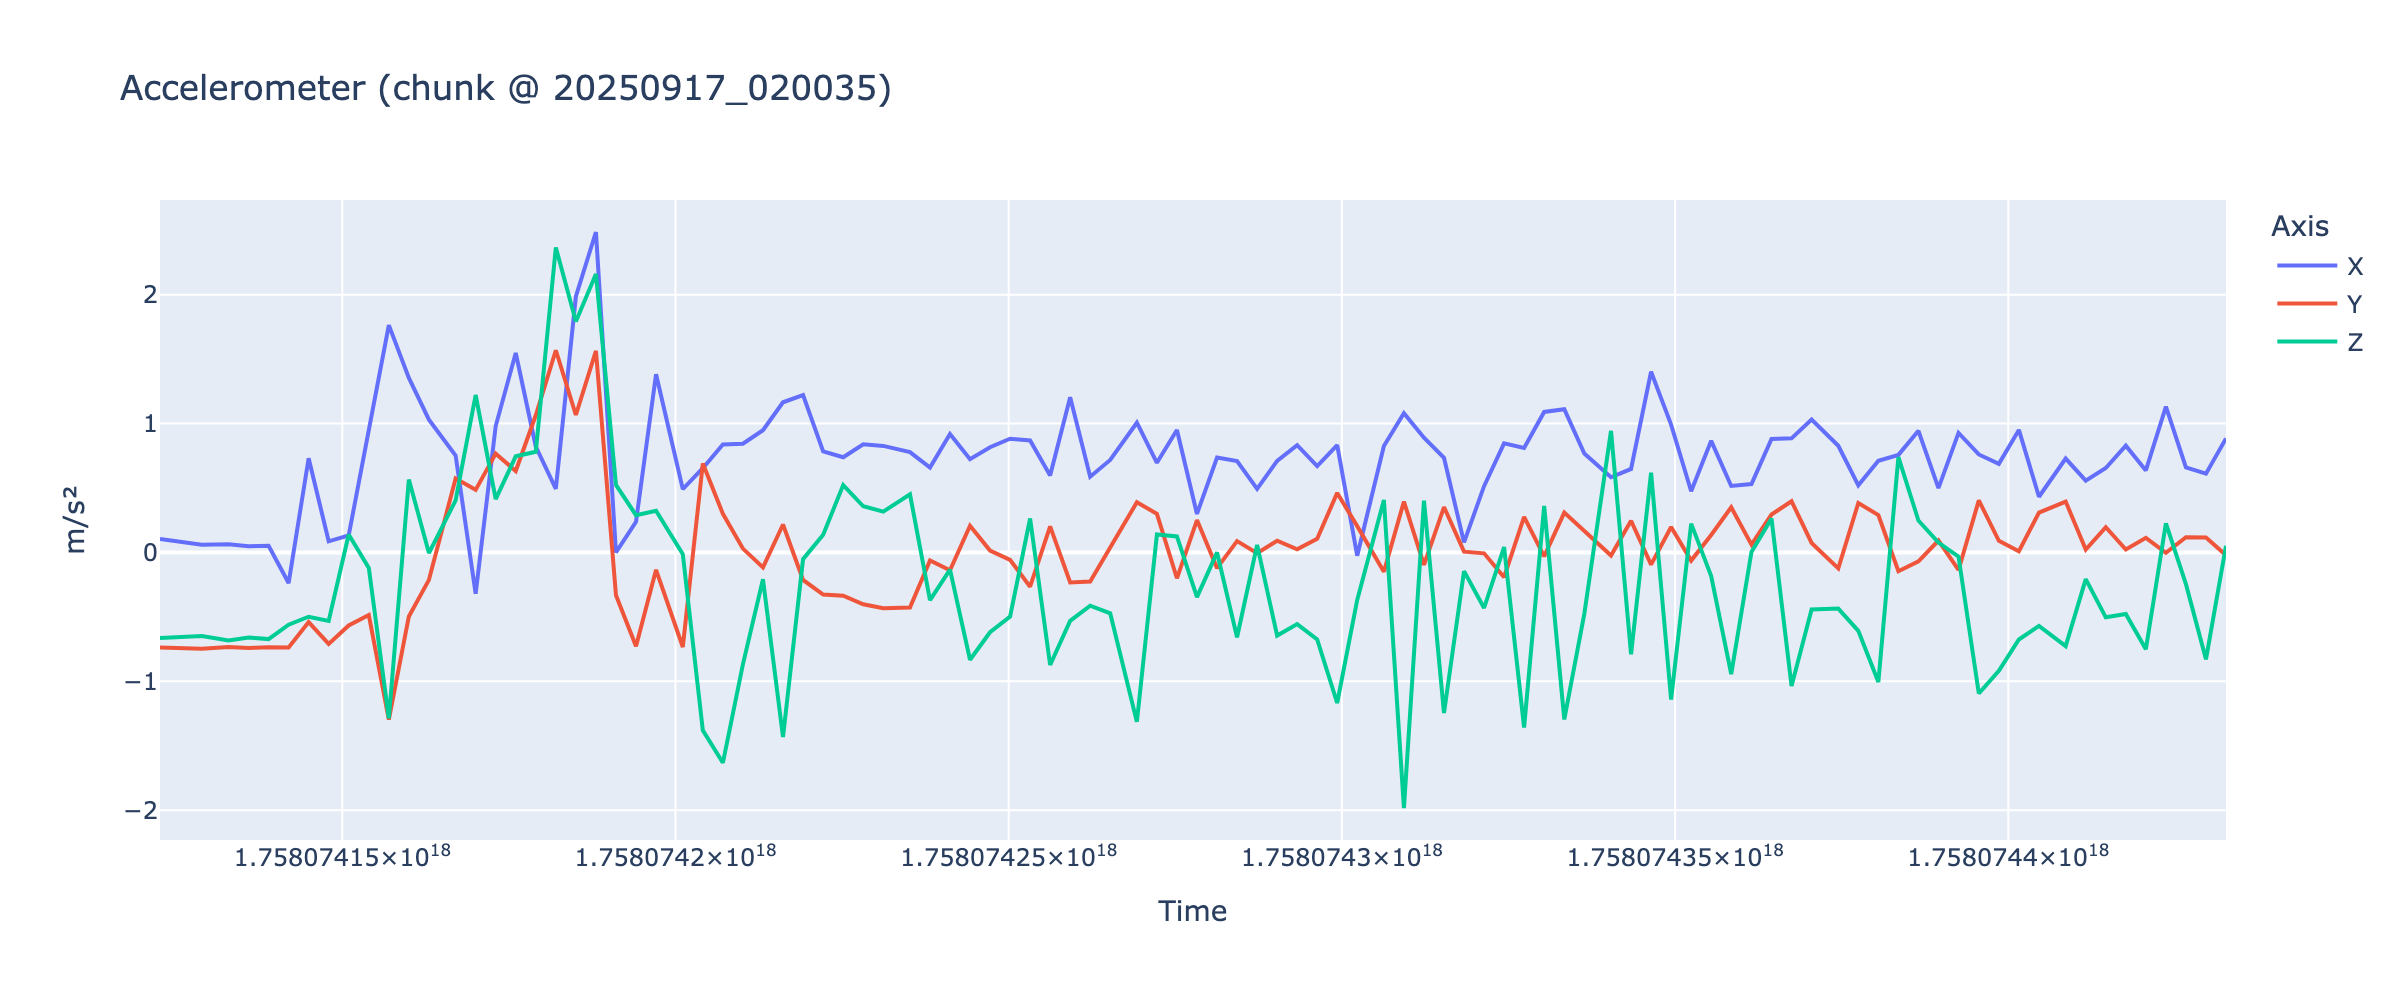 Accelerometer (chunk @ 20250917_020035)
Axis
X
Y
Z
m/s²
2
1
0
−1
−2
1.75807415×10¹⁸
1.7580742×10¹⁸
1.75807425×10¹⁸
1.7580743×10¹⁸
1.75807435×10¹⁸
1.7580744×10¹⁸
Time